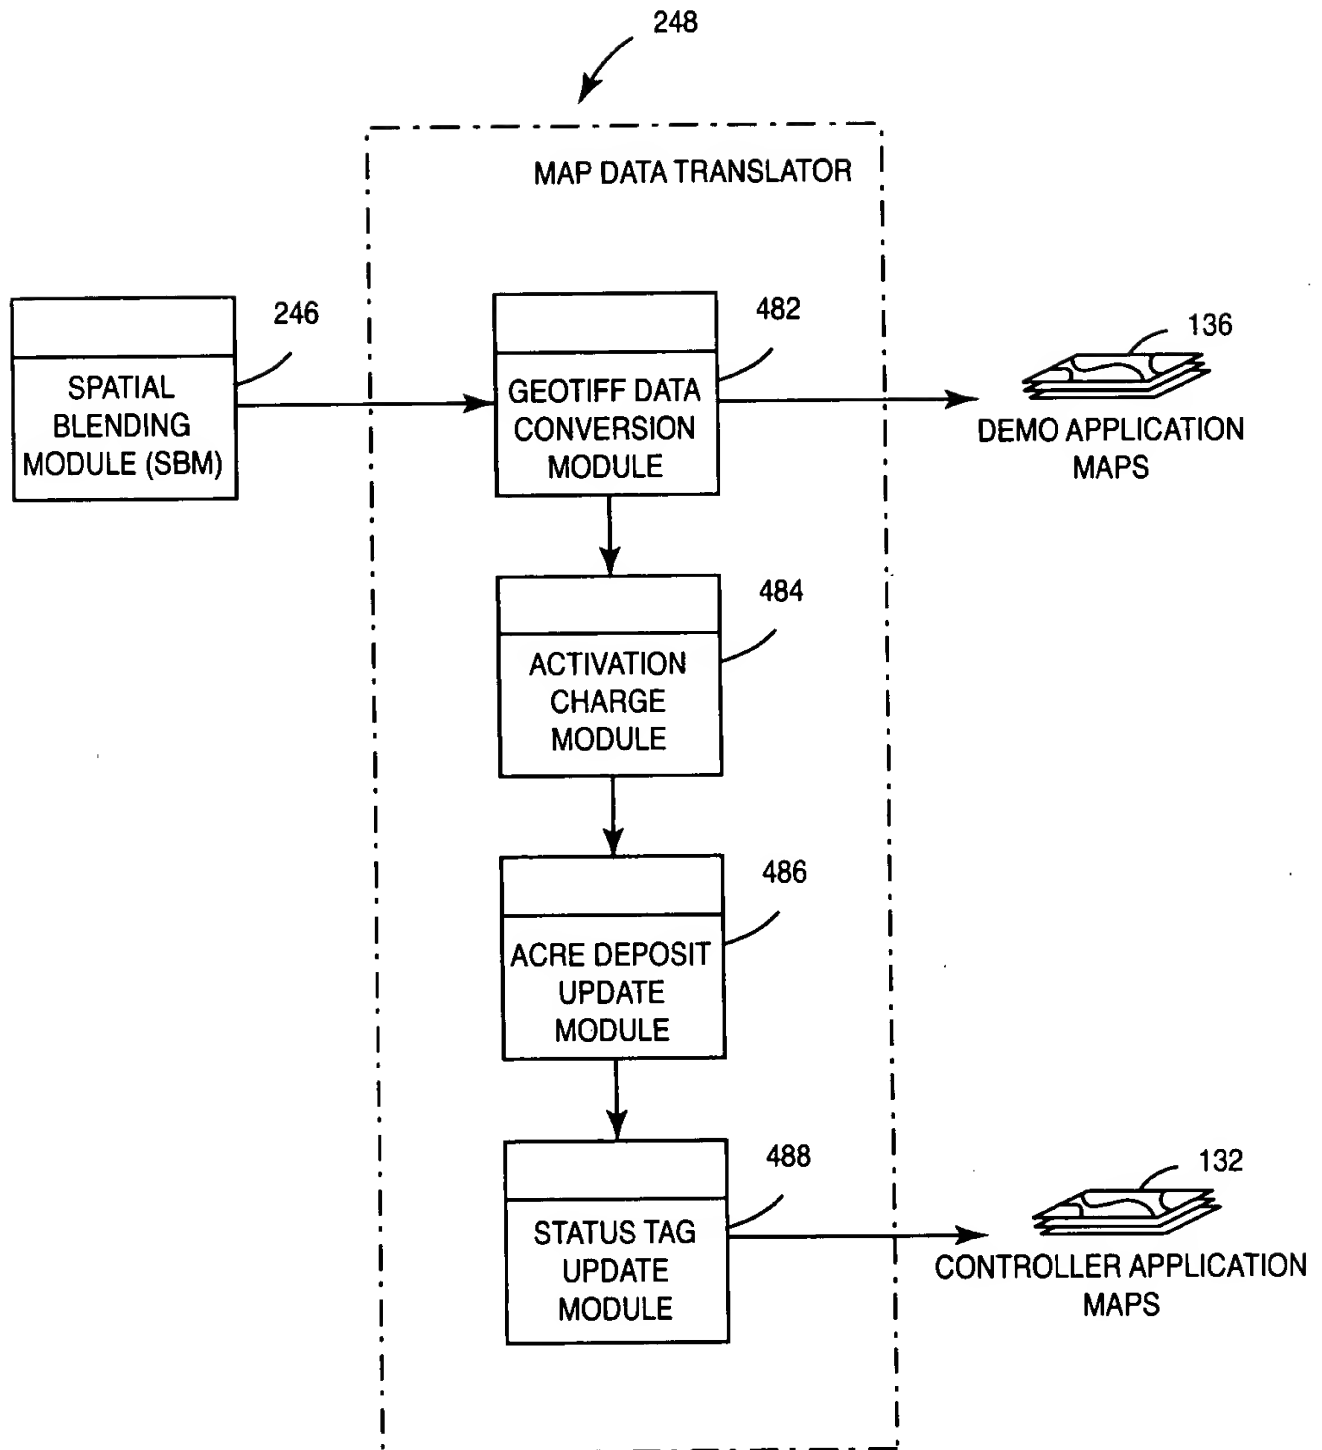 248
MAP DATA TRANSLATOR
246
SPATIAL
BLENDING
MODULE (SBM)
482
GEOTIFF DATA
CONVERSION
MODULE
136
DEMO APPLICATION
MAPS
484
ACTIVATION
CHARGE
MODULE
486
ACRE DEPOSIT
UPDATE
MODULE
488
STATUS TAG
UPDATE
MODULE
132
CONTROLLER APPLICATION
MAPS